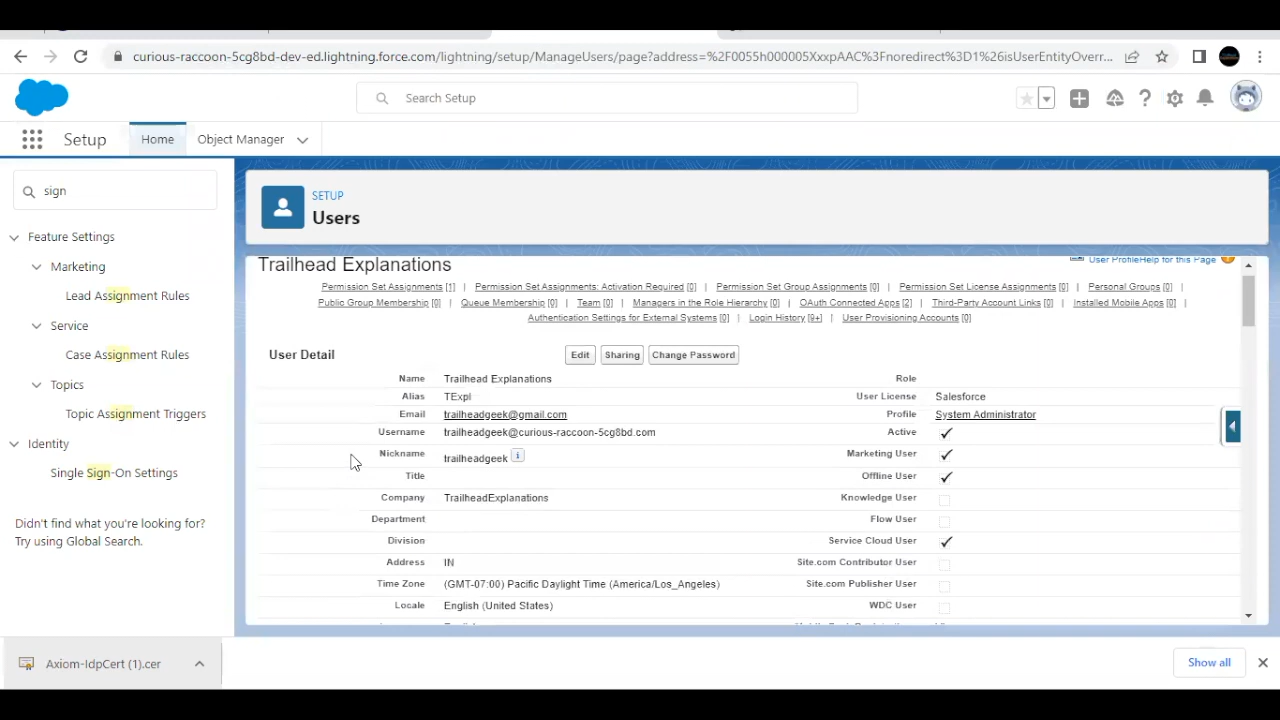 curious-raccoon-5cg8bd-dev-ed.lightning.force.com/lightning/setup/ManageUsers/page?address=%2F0055h000005XxxpAAC%3Fnoredirect%3D1%26isUserEntityOverr...
Search Setup
Setup Home Object Manager
sign
Feature Settings
Marketing
Lead Assignment Rules
Service
Case Assignment Rules
Topics
Topic Assignment Triggers
Identity
Single Sign-On Settings
Didn't find what you're looking for?
Try using Global Search.
SETUP
Users
Trailhead Explanations
User Profile Help for this Page
Permission Set Assignments [1] | Permission Set Assignments: Activation Required [0] | Permission Set Group Assignments [0] | Permission Set License Assignments [0] | Personal Groups [0] |
Public Group Membership [0] | Queue Membership [0] | Team [0] | Managers in the Role Hierarchy [0] | OAuth Connected Apps [2] | Third-Party Account Links [0] | Installed Mobile Apps [0] |
Authentication Settings for External Systems [0] | Login History [9+] | User Provisioning Accounts [0]
User Detail Edit Sharing Change Password
Name Trailhead Explanations Role
Alias TExpl User License Salesforce
Email trailheadgeek@gmail.com Profile System Administrator
Username trailheadgeek@curious-raccoon-5cg8bd.com Active
Nickname trailheadgeek i Marketing User
Title Offline User
Company TrailheadExplanations Knowledge User
Department Flow User
Division Service Cloud User
Address IN Site.com Contributor User
Time Zone (GMT-07:00) Pacific Daylight Time (America/Los_Angeles) Site.com Publisher User
Locale English (United States) WDC User
Axiom-IdpCert (1).cer
Show all